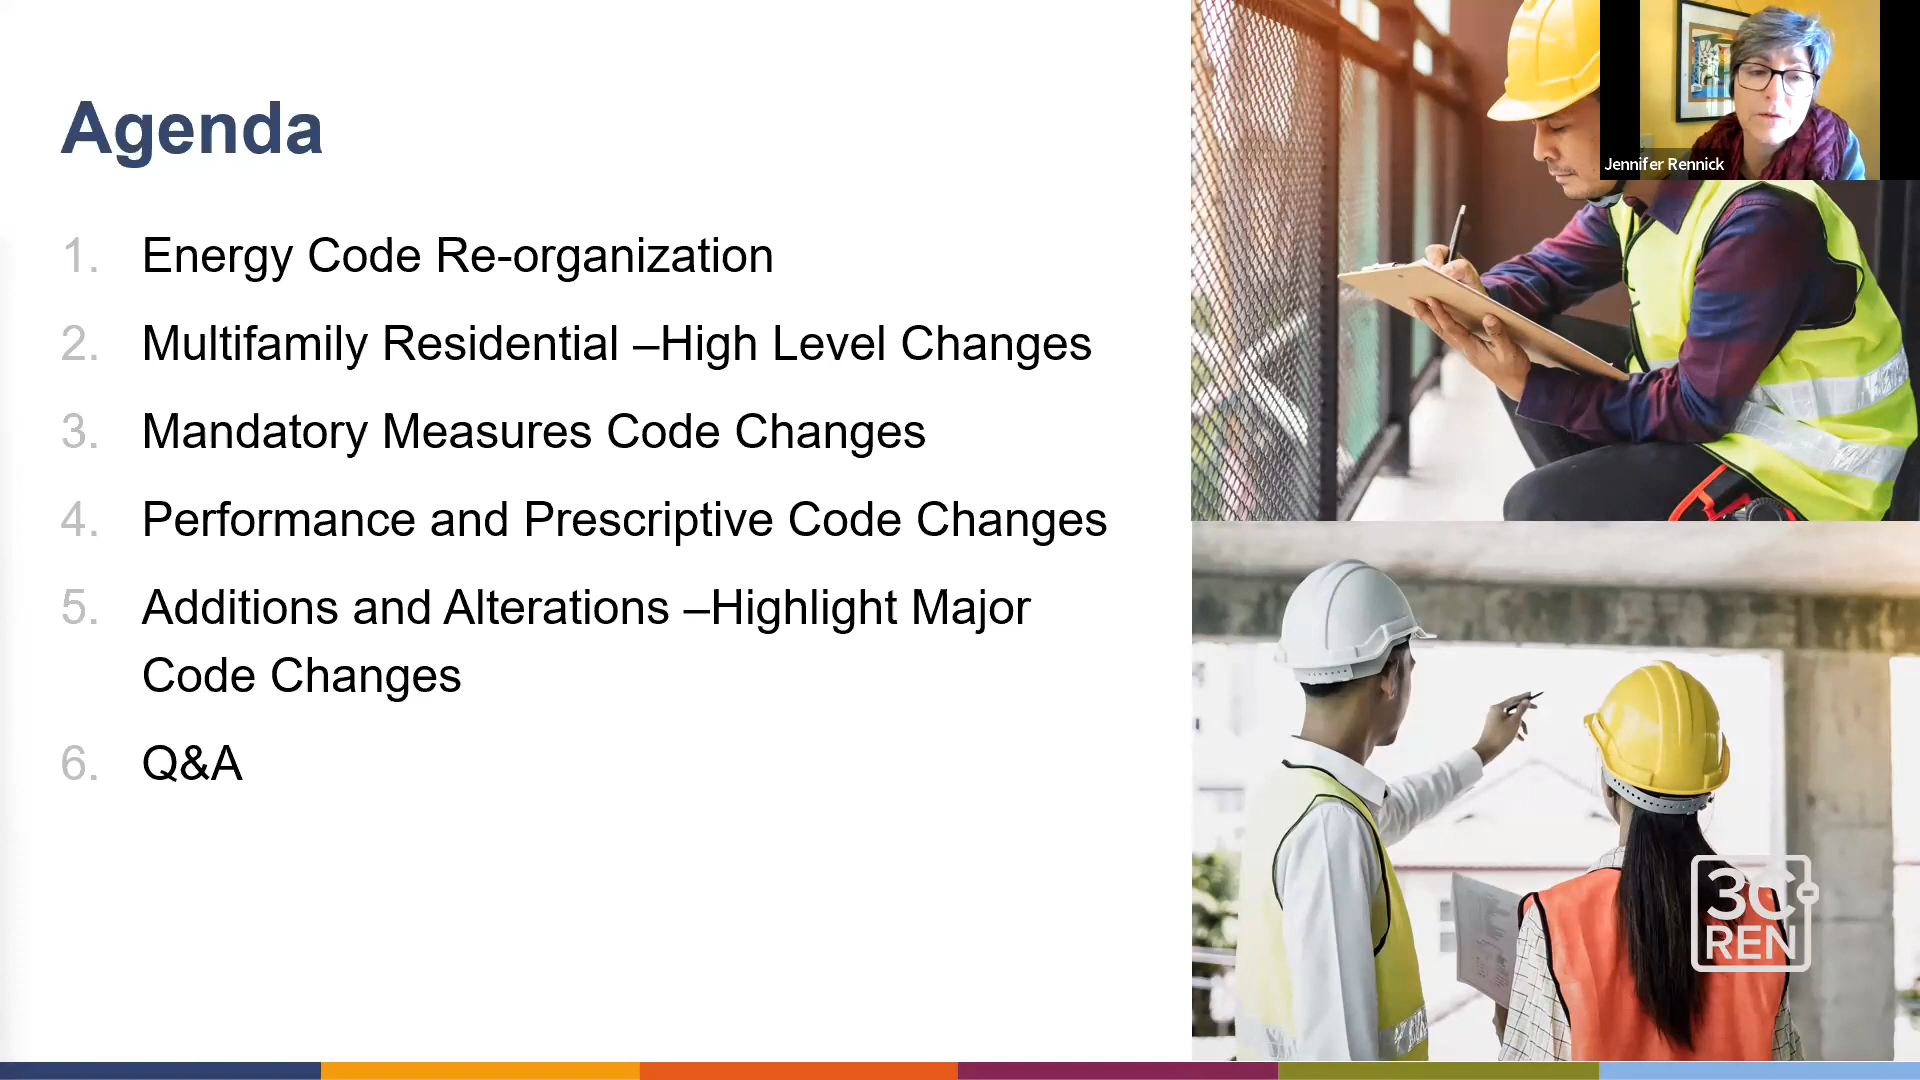 Agenda
1. Energy Code Re-organization
2. Multifamily Residential –High Level Changes
3. Mandatory Measures Code Changes
4. Performance and Prescriptive Code Changes
5. Additions and Alterations –Highlight Major
Code Changes
6. Q&A
Jennifer Rennick
3C
REN